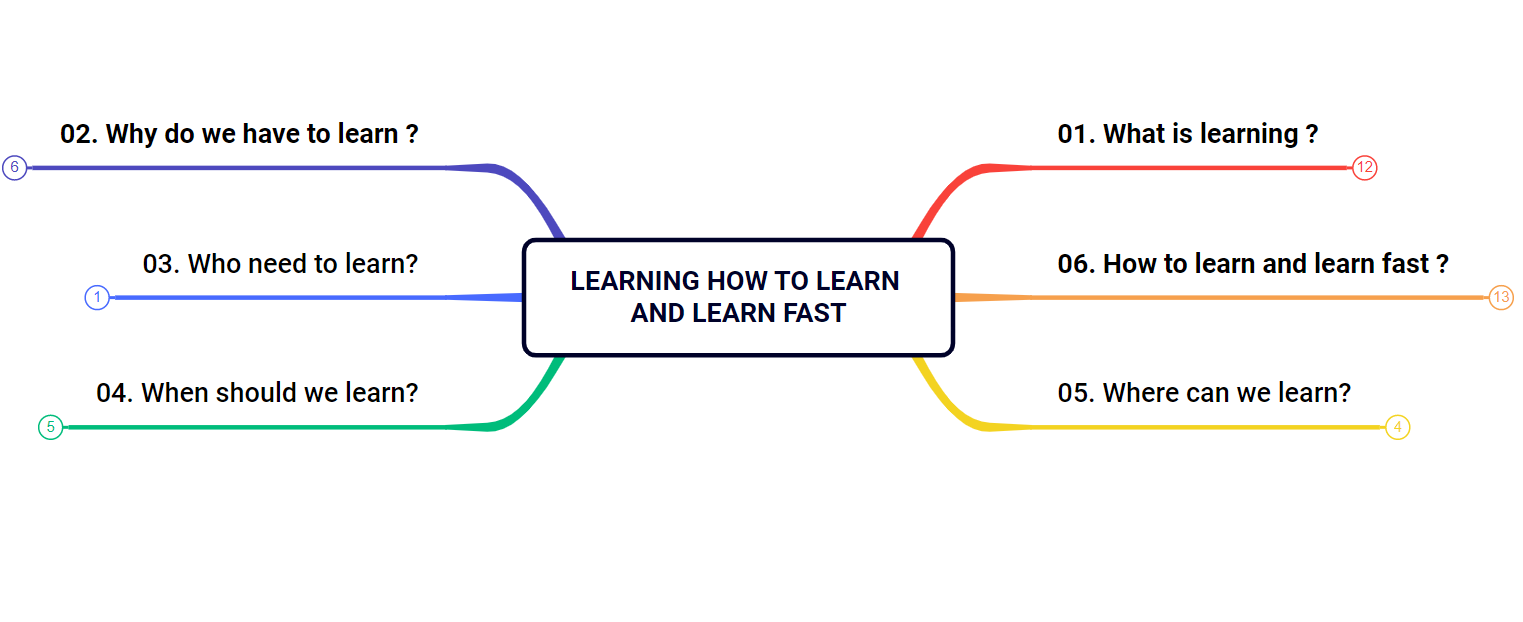 02. Why do we have to learn ?
6
03. Who need to learn?
1
04. When should we learn?
5
LEARNING HOW TO LEARN
AND LEARN FAST
01. What is learning ?
12
06. How to learn and learn fast ?
13
05. Where can we learn?
4